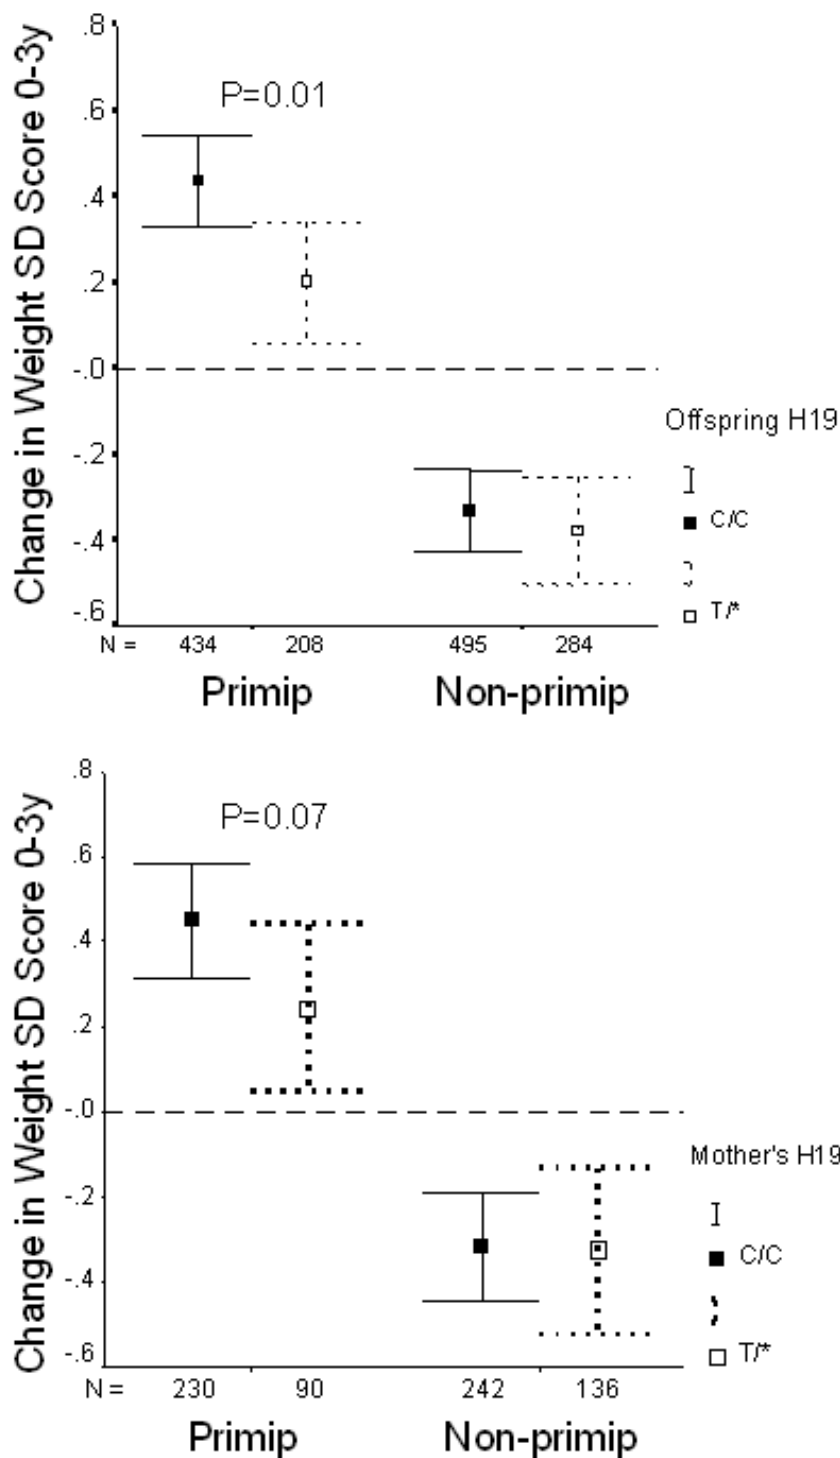 Change in Weight SD Score 0-3y
.8
.6
.4
.2
-.0
-.2
-.4
-.6
P=0.01
N = 434 208 495 284
Primip Non-primip
Offspring H19
C/C
T/*
Change in Weight SD Score 0-3y
.8
.6
.4
.2
-.0
-.2
-.4
-.6
P=0.07
N = 230 90 242 136
Primip Non-primip
Mother's H19
C/C
T/*